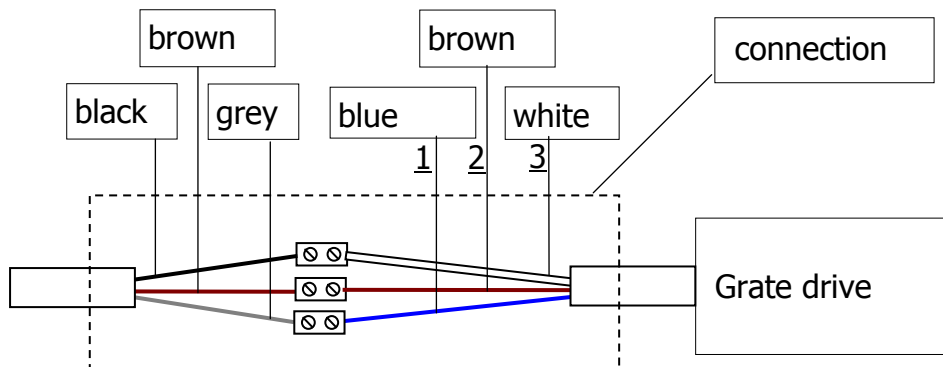 brown
brown
connection
black
grey
blue
white
1
2
3
Grate drive